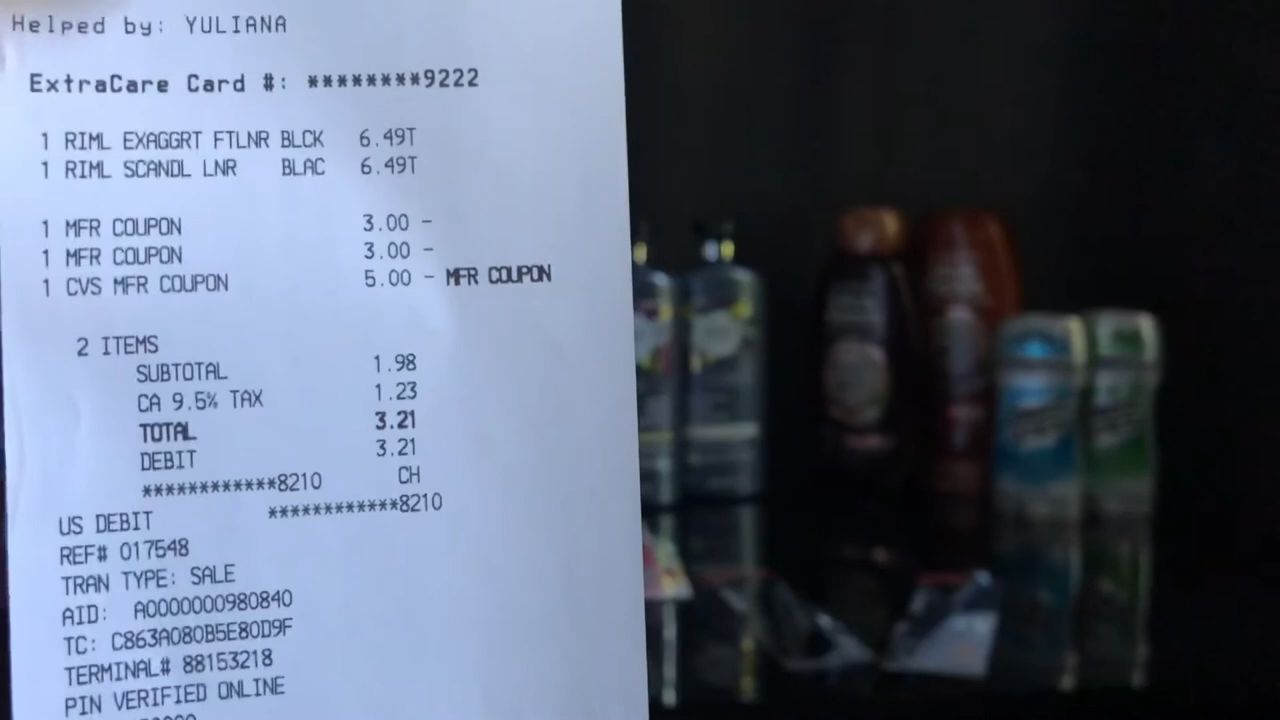 Helped by: YULIANA
ExtraCare Card #: ********9222
1 RIML EXAGGRT FTLNR BLCK 6.49T
1 RIML SCANDL LNR BLAC 6.49T
1 MFR COUPON 3.00 -
1 MFR COUPON 3.00 -
1 CVS MFR COUPON 5.00 - MFR COUPON
2 ITEMS
SUBTOTAL 1.98
CA 9.5% TAX 1.23
TOTAL 3.21
DEBIT 3.21
************8210 CH
US DEBIT ************8210
REF# 017548
TRAN TYPE: SALE
AID: A0000000980840
TC: C863A080B5E80D9F
TERMINAL# 88153218
PIN VERIFIED ONLINE